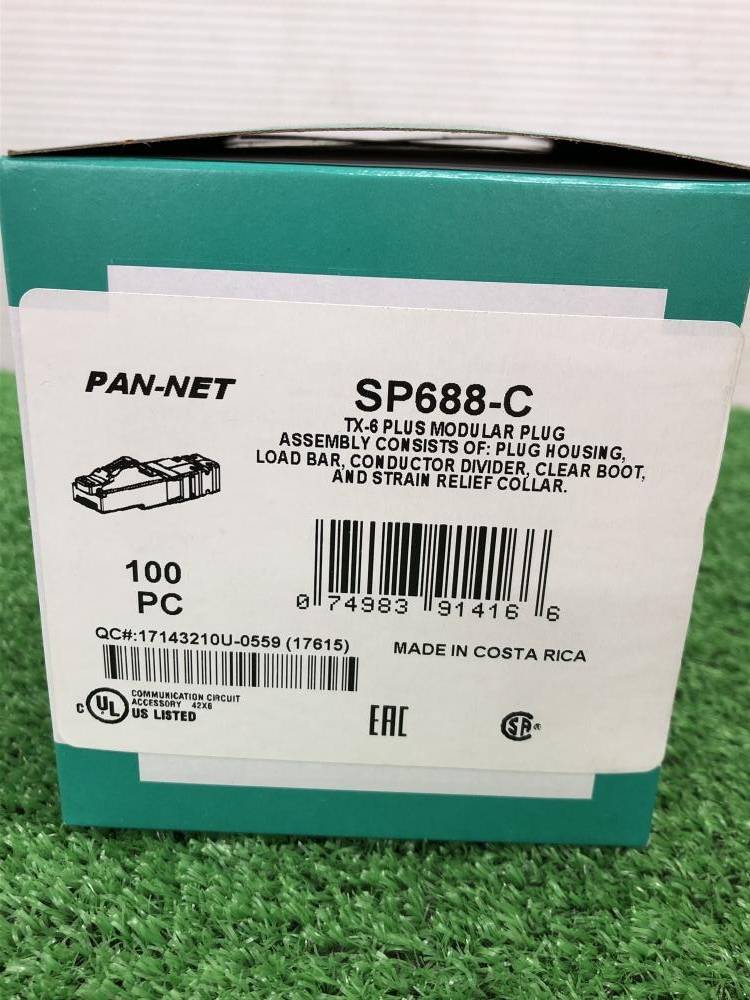 PAN-NET
SP688-C
TX-6 PLUS MODULAR PLUG
ASSEMBLY CONSISTS OF: PLUG HOUSING,
LOAD BAR, CONDUCTOR DIVIDER, CLEAR BOOT,
AND STRAIN RELIEF COLLAR.
100
PC
0 74983 91416 6
QC#:17143210U-0559 (17615)
MADE IN COSTA RICA
C UL
COMMUNICATION CIRCUIT
ACCESSORY 42X6
US LISTED
EAC
SA®